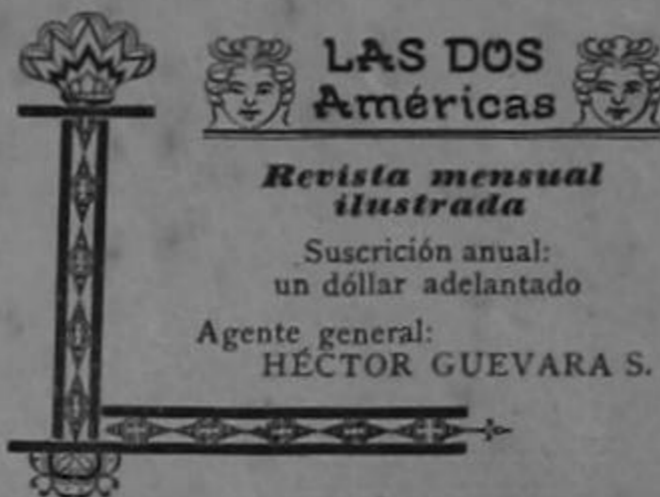 LAS DOS
Américas
Revista mensual
ilustrada
Suscrición anual:
un dóllar adelantado
Agente general:
HÉCTOR GUEVARA S.